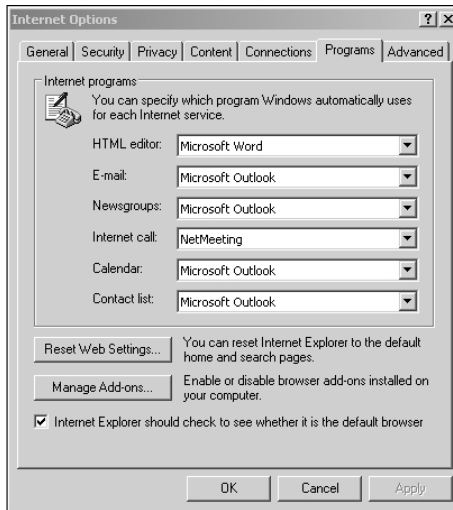 Internet Options
General Security Privacy Content Connections Programs Advanced
Internet programs
You can specify which program Windows automatically uses
for each Internet service.
HTML editor: Microsoft Word
E-mail: Microsoft Outlook
Newsgroups: Microsoft Outlook
Internet call: NetMeeting
Calendar: Microsoft Outlook
Contact list: Microsoft Outlook
Reset Web Settings... You can reset Internet Explorer to the default
home and search pages.
Manage Add-ons... Enable or disable browser add-ons installed on
your computer.
Internet Explorer should check to see whether it is the default browser
OK Cancel Apply